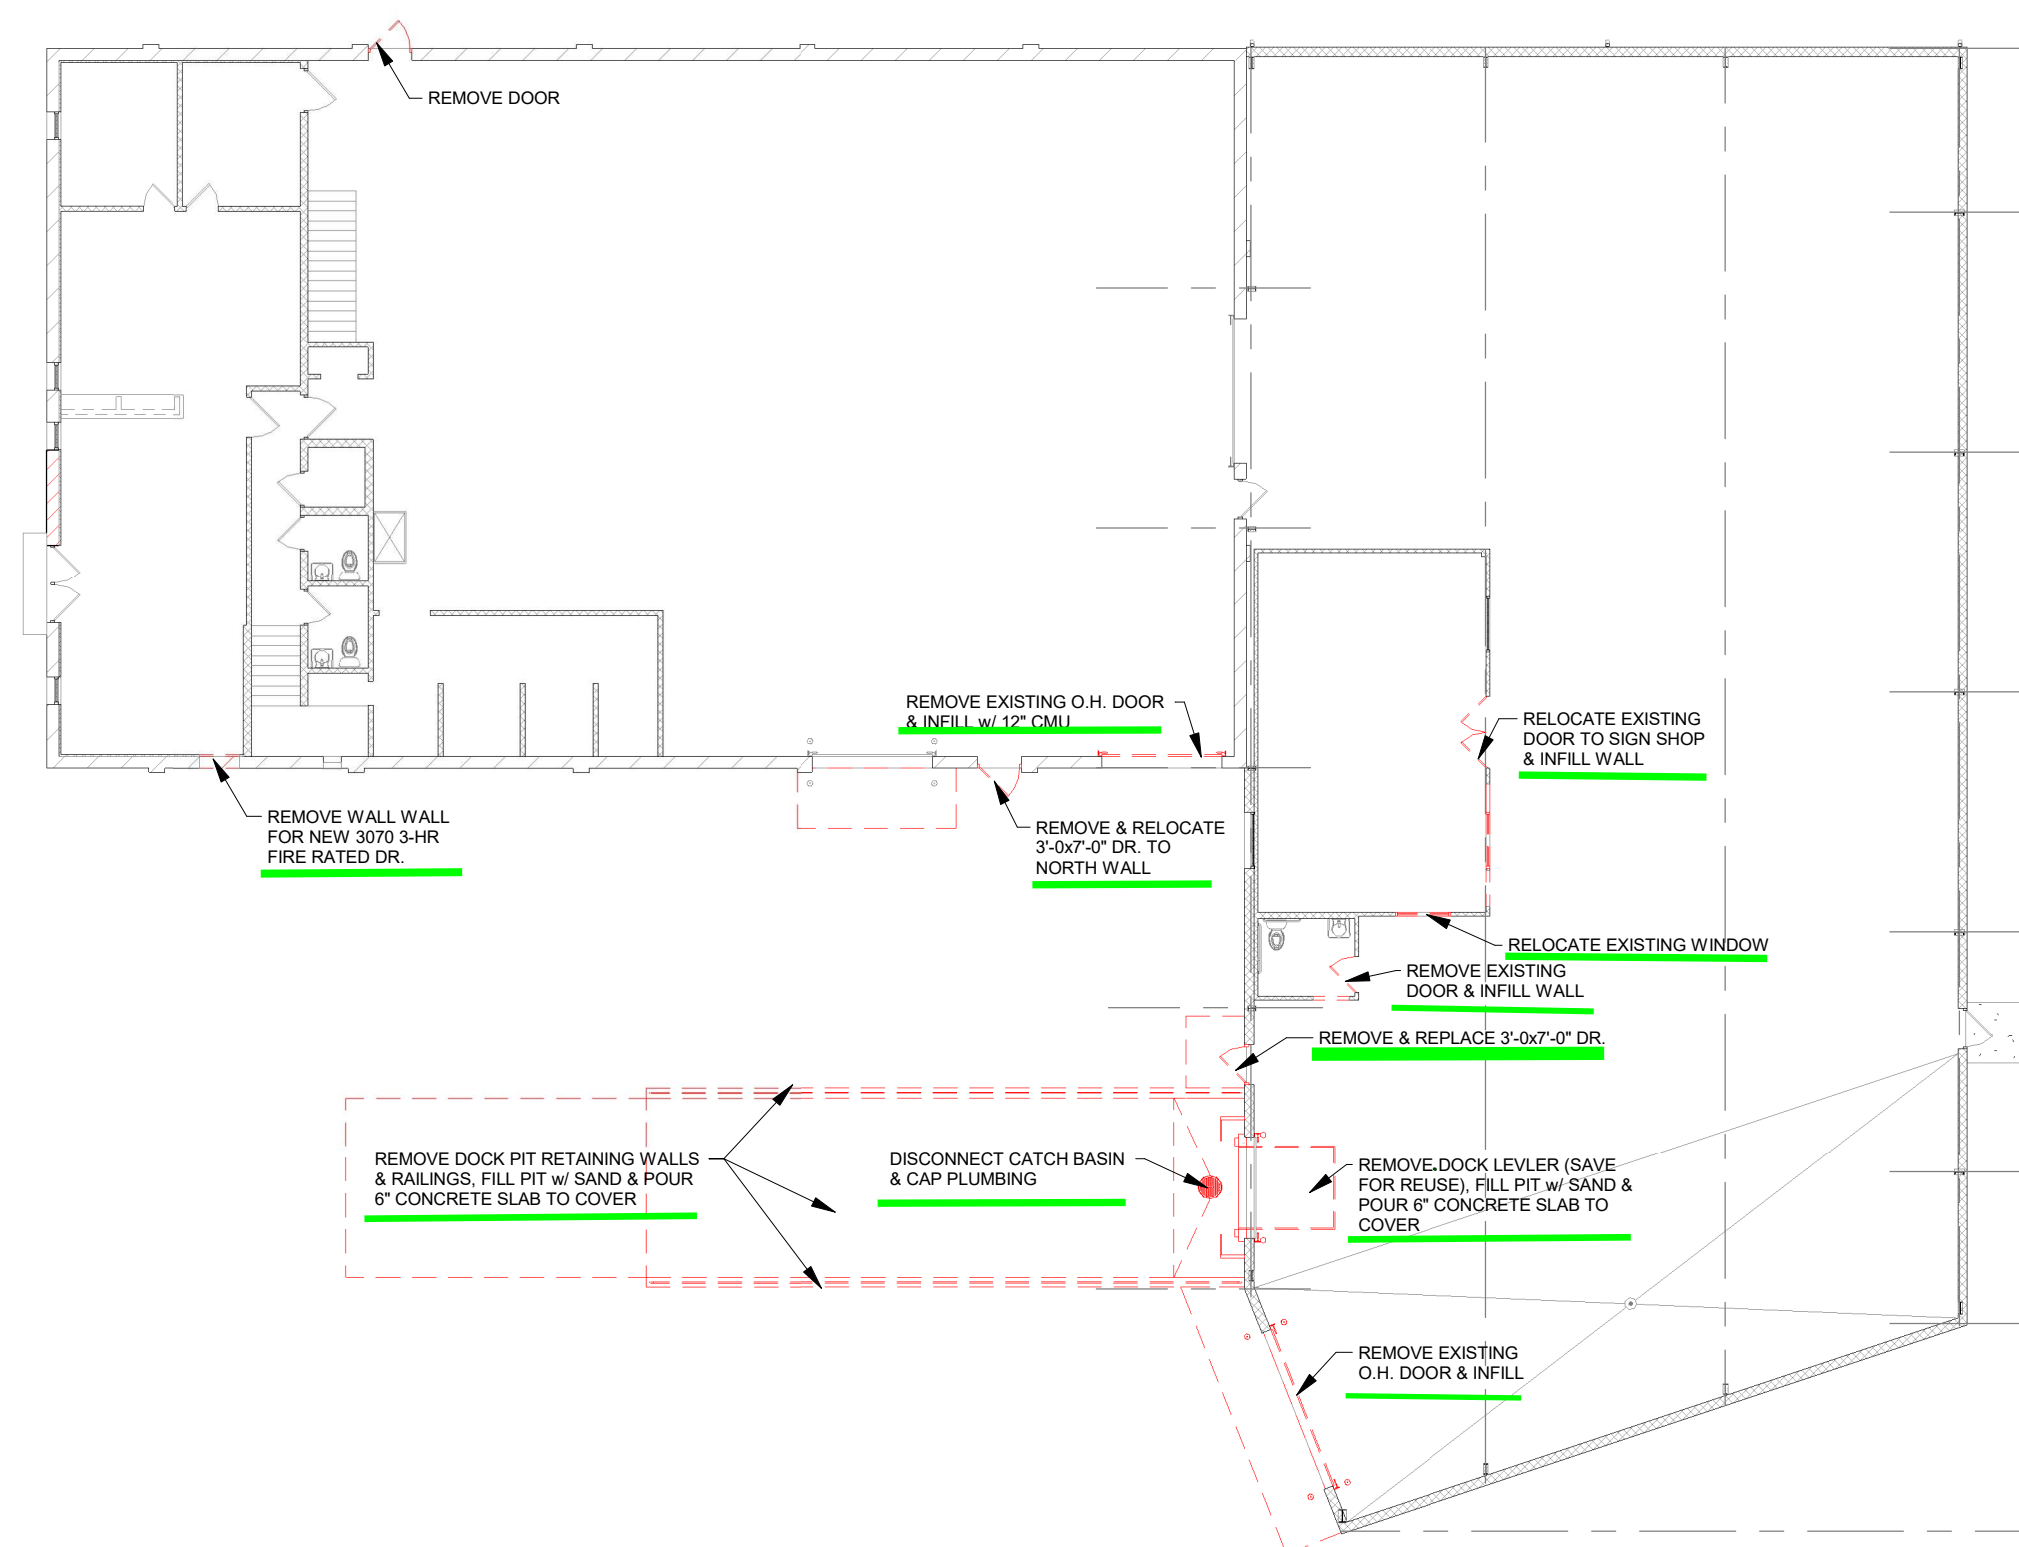 REMOVE DOOR
REMOVE EXISTING O.H. DOOR
& INFILL w/ 12" CMU
RELOCATE EXISTING
DOOR TO SIGN SHOP
& INFILL WALL
REMOVE WALL WALL
FOR NEW 3070 3-HR
FIRE RATED DR.
REMOVE & RELOCATE
3'-0x7'-0" DR. TO
NORTH WALL
RELOCATE EXISTING WINDOW
REMOVE EXISTING
DOOR & INFILL WALL
REMOVE & REPLACE 3'-0x7'-0" DR.
REMOVE DOCK PIT RETAINING WALLS
& RAILINGS, FILL PIT w/ SAND & POUR
6" CONCRETE SLAB TO COVER
DISCONNECT CATCH BASIN
& CAP PLUMBING
REMOVE DOCK LEVLER (SAVE
FOR REUSE), FILL PIT w/ SAND &
POUR 6" CONCRETE SLAB TO
COVER
REMOVE EXISTING
O.H. DOOR & INFILL